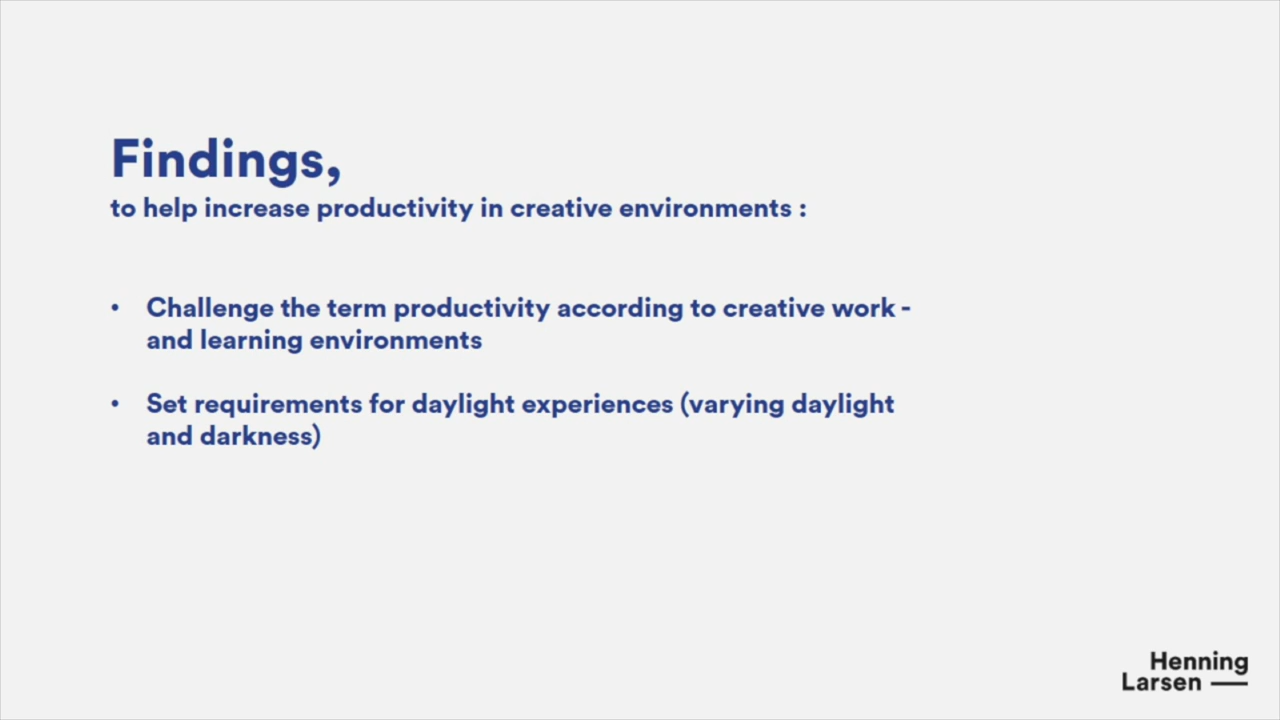 Findings,
to help increase productivity in creative environments :
• Challenge the term productivity according to creative work -
and learning environments
• Set requirements for daylight experiences (varying daylight
and darkness)
Henning
Larsen —